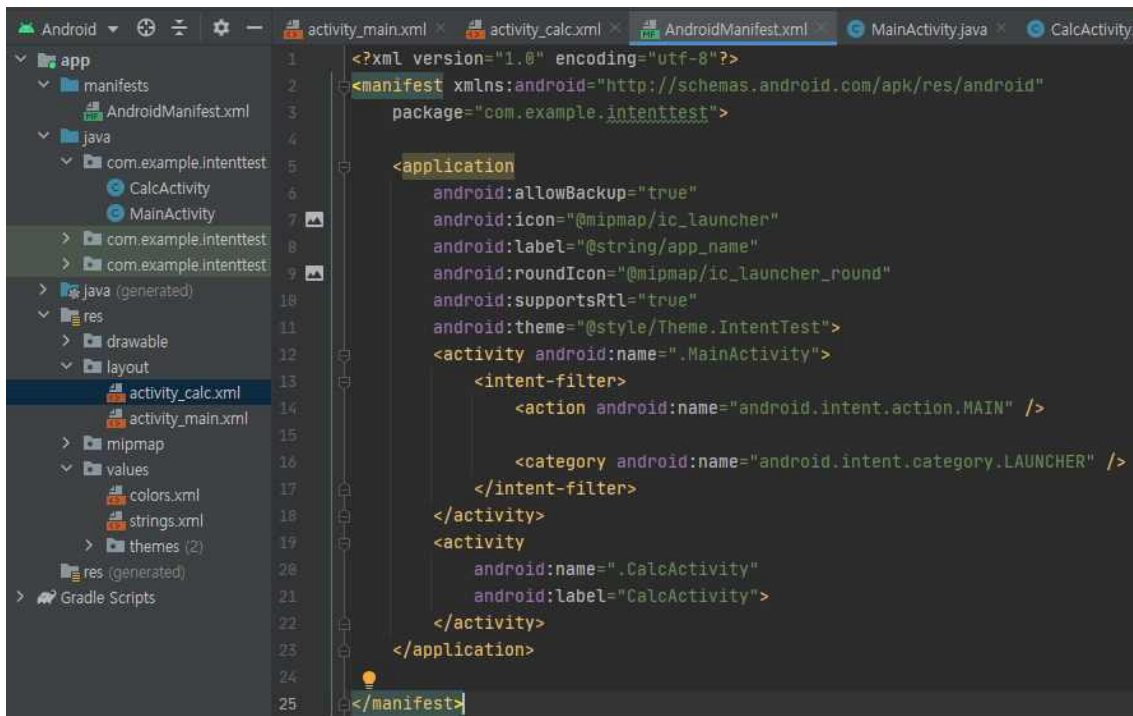 Android
activity_main.xml
activity_calc.xml
AndroidManifest.xml
MainActivity.java
CalcActivity.
app
manifests
AndroidManifest.xml
java
com.example.intenttest
CalcActivity
MainActivity
com.example.intenttest
com.example.intenttest
java (generated)
res
drawable
layout
activity_calc.xml
activity_main.xml
mipmap
values
colors.xml
strings.xml
themes (2)
res (generated)
Gradle Scripts
1 <?xml version="1.0" encoding="utf-8"?>
2 <manifest xmlns:android="http://schemas.android.com/apk/res/android"
3 package="com.example.intenttest">
4
5 <application
6 android:allowBackup="true"
7 android:icon="@mipmap/ic_launcher"
8 android:label="@string/app_name"
9 android:roundIcon="@mipmap/ic_launcher_round"
10 android:supportsRtl="true"
11 android:theme="@style/Theme.IntentTest">
12 <activity android:name=".MainActivity">
13 <intent-filter>
14 <action android:name="android.intent.action.MAIN" />
15
16 <category android:name="android.intent.category.LAUNCHER" />
17 </intent-filter>
18 </activity>
19 <activity
20 android:name=".CalcActivity"
21 android:label="CalcActivity">
22 </activity>
23 </application>
24
25 </manifest>